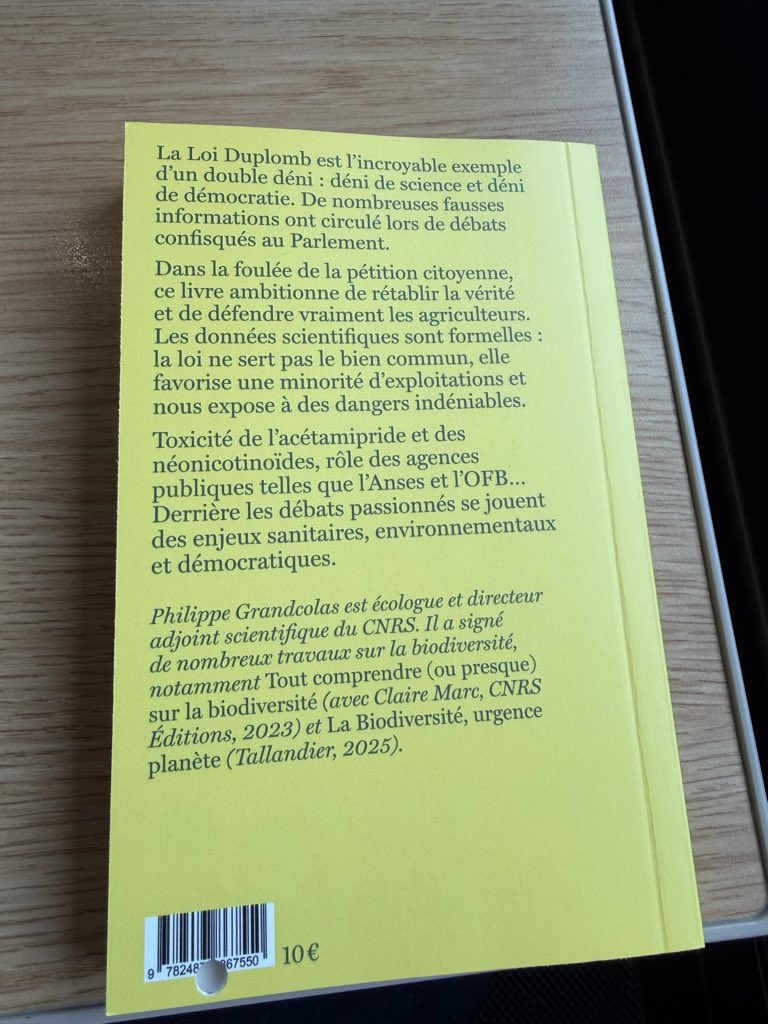 La Loi Duplomb est l'incroyable exemple
d'un double déni : déni de science et déni
de démocratie. De nombreuses fausses
informations ont circulé lors de débats
confisqués au Parlement.
Dans la foulée de la pétition citoyenne,
ce livre ambitionne de rétablir la vérité
et de défendre vraiment les agriculteurs.
Les données scientifiques sont formelles :
la loi ne sert pas le bien commun, elle
favorise une minorité d'exploitations et
nous expose à des dangers indéniables.
Toxicité de l'acétamipride et des
néonicotinoïdes, rôle des agences
publiques telles que l'Anses et l'OFB...
Derrière les débats passionnés se jouent
des enjeux sanitaires, environnementaux
et démocratiques.
Philippe Grandcolas est écologue et directeur
adjoint scientifique du CNRS. Il a signé
de nombreux travaux sur la biodiversité,
notamment Tout comprendre (ou presque)
sur la biodiversité (avec Claire Marc, CNRS
Éditions, 2023) et La Biodiversité, urgence
planète (Tallandier, 2025).
10 €